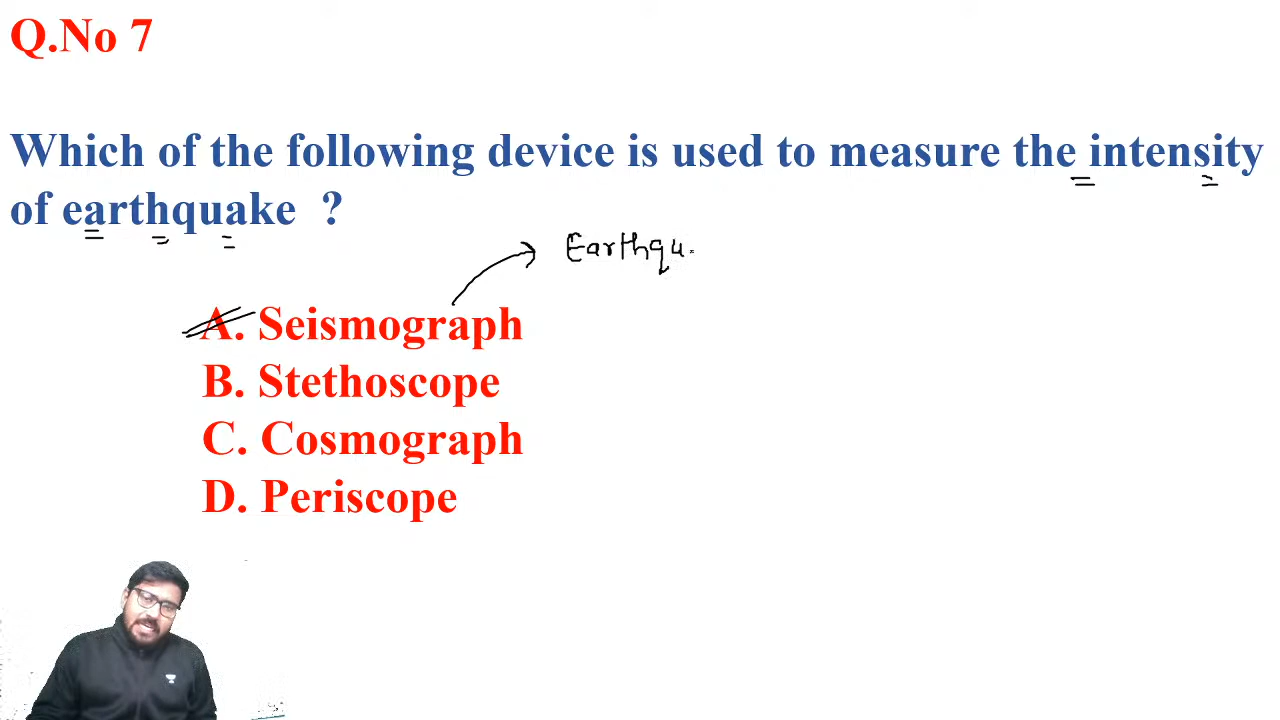 Q.No 7
Which of the following device is used to measure the intensity
of earthquake ?
Earthqu
A. Seismograph
B. Stethoscope
C. Cosmograph
D. Periscope